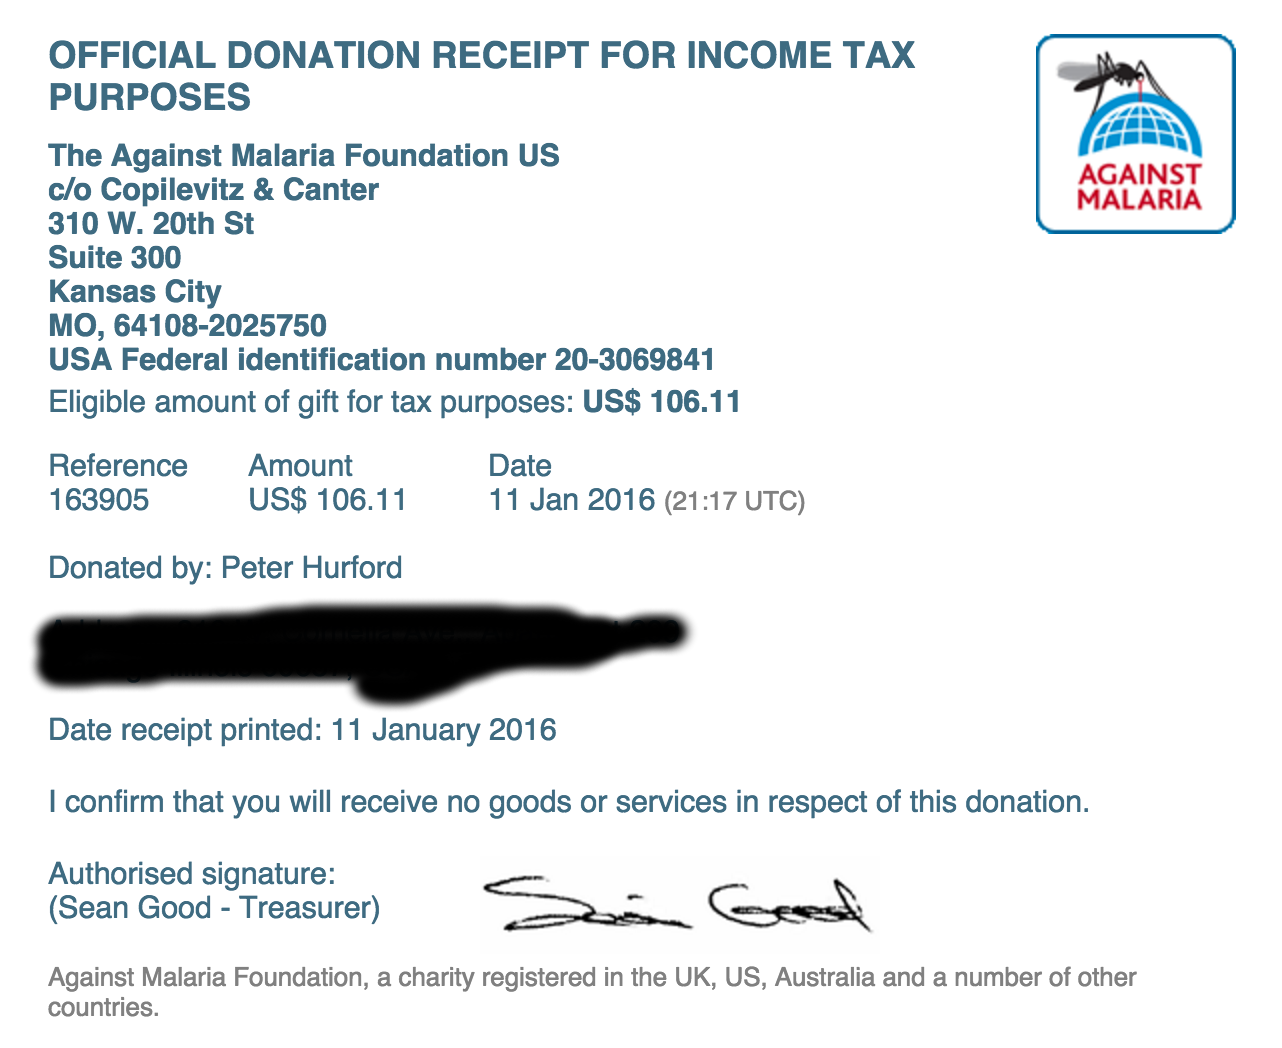 OFFICIAL DONATION RECEIPT FOR INCOME TAX
PURPOSES
AGAINST
MALARIA
The Against Malaria Foundation US
c/o Copilevitz & Canter
310 W. 20th St
Suite 300
Kansas City
MO, 64108-2025750
USA Federal identification number 20-3069841
Eligible amount of gift for tax purposes: US$ 106.11
Reference Amount Date
163905 US$ 106.11 11 Jan 2016 (21:17 UTC)
Donated by: Peter Hurford
Date receipt printed: 11 January 2016
I confirm that you will receive no goods or services in respect of this donation.
Authorised signature:
(Sean Good - Treasurer)
Against Malaria Foundation, a charity registered in the UK, US, Australia and a number of other
countries.